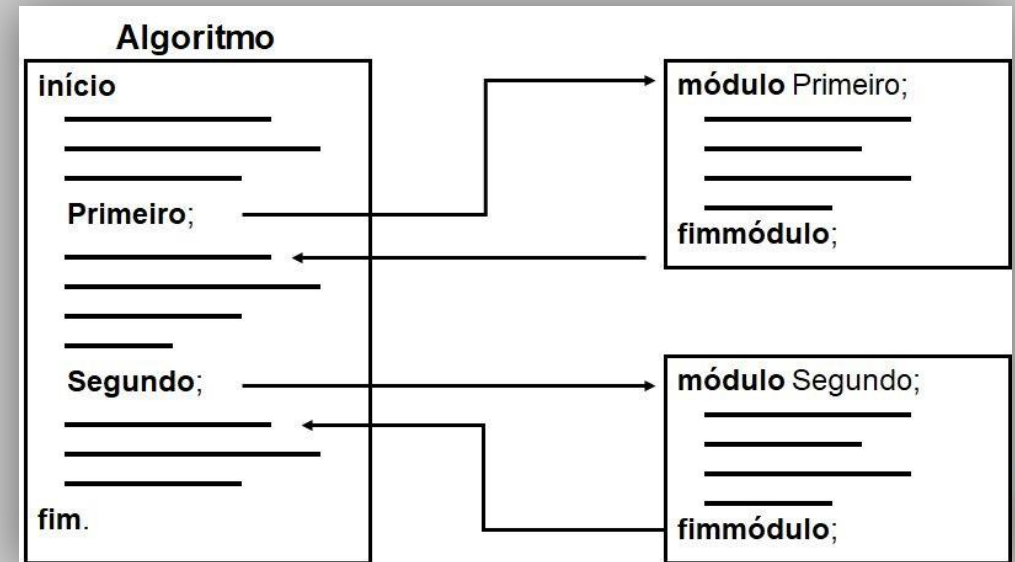 Algoritmo
início
Primeiro;
Segundo;
fim.
módulo Primeiro;
fimmódulo;
módulo Segundo;
fimmódulo;